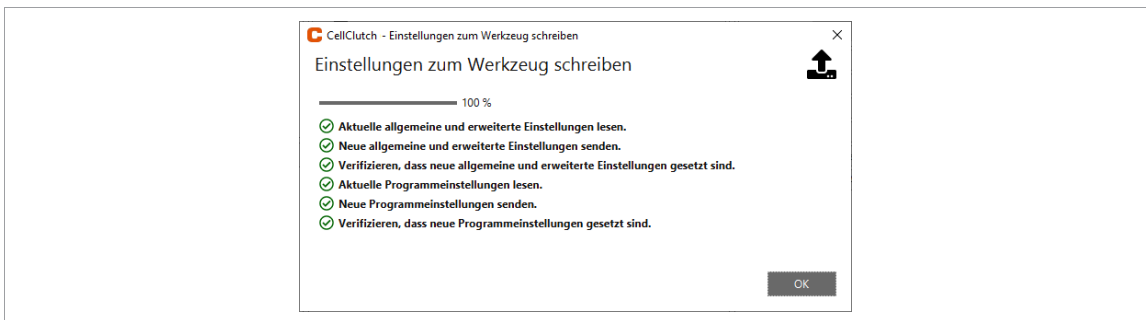 CellClutch - Einstellungen zum Werkzeug schreiben
Einstellungen zum Werkzeug schreiben
100 %
Aktuelle allgemeine und erweiterte Einstellungen lesen.
Neue allgemeine und erweiterte Einstellungen senden.
Verifizieren, dass neue allgemeine und erweiterte Einstellungen gesetzt sind.
Aktuelle Programmeinstellungen lesen.
Neue Programmeinstellungen senden.
Verifizieren, dass neue Programmeinstellungen gesetzt sind.
OK